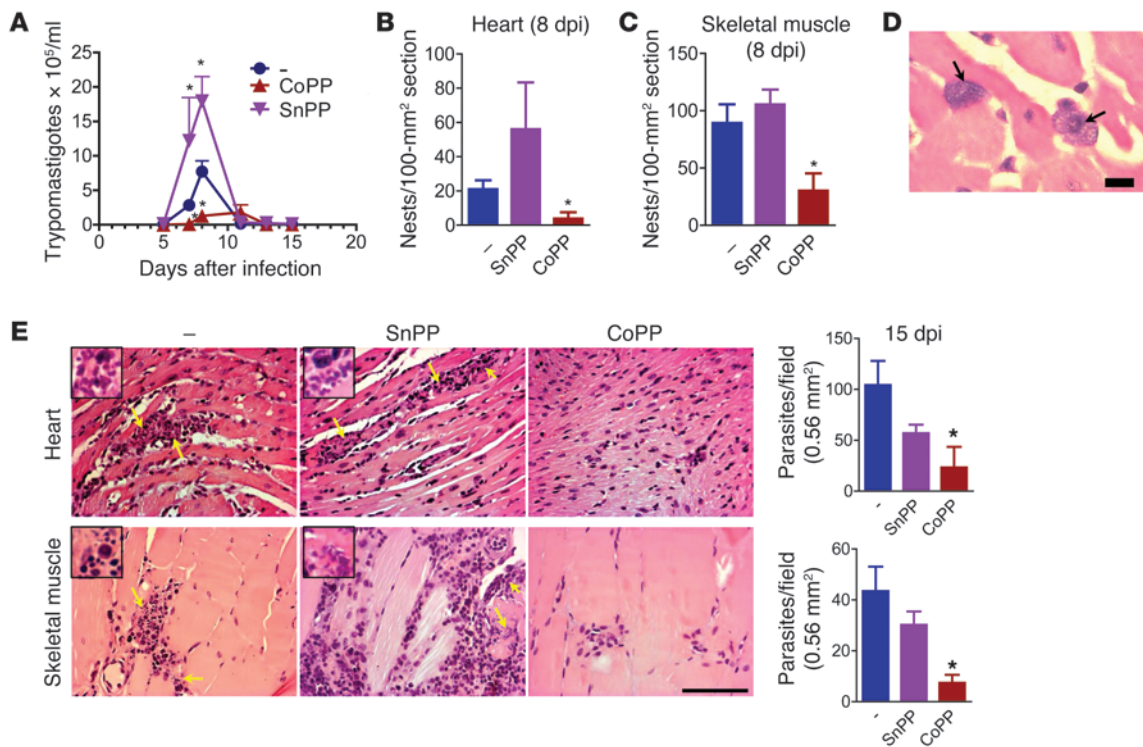 A
Trypomastigotes × 10⁵/ml
25
20
15
10
5
0
0 5 10 15 20
Days after infection
–
CoPP
SnPP
*
*
*
*
B
Heart (8 dpi)
Nests/100-mm² section
100
80
60
40
20
0
*
– SnPP CoPP
C
Skeletal muscle
(8 dpi)
Nests/100-mm² section
150
100
50
0
*
– SnPP CoPP
D
E
– SnPP CoPP
Heart
Skeletal muscle
15 dpi
Parasites/field
(0.56 mm²)
150
100
50
0
*
- SnPP CoPP
Parasites/field
(0.56 mm²)
60
40
20
0
*
- SnPP CoPP